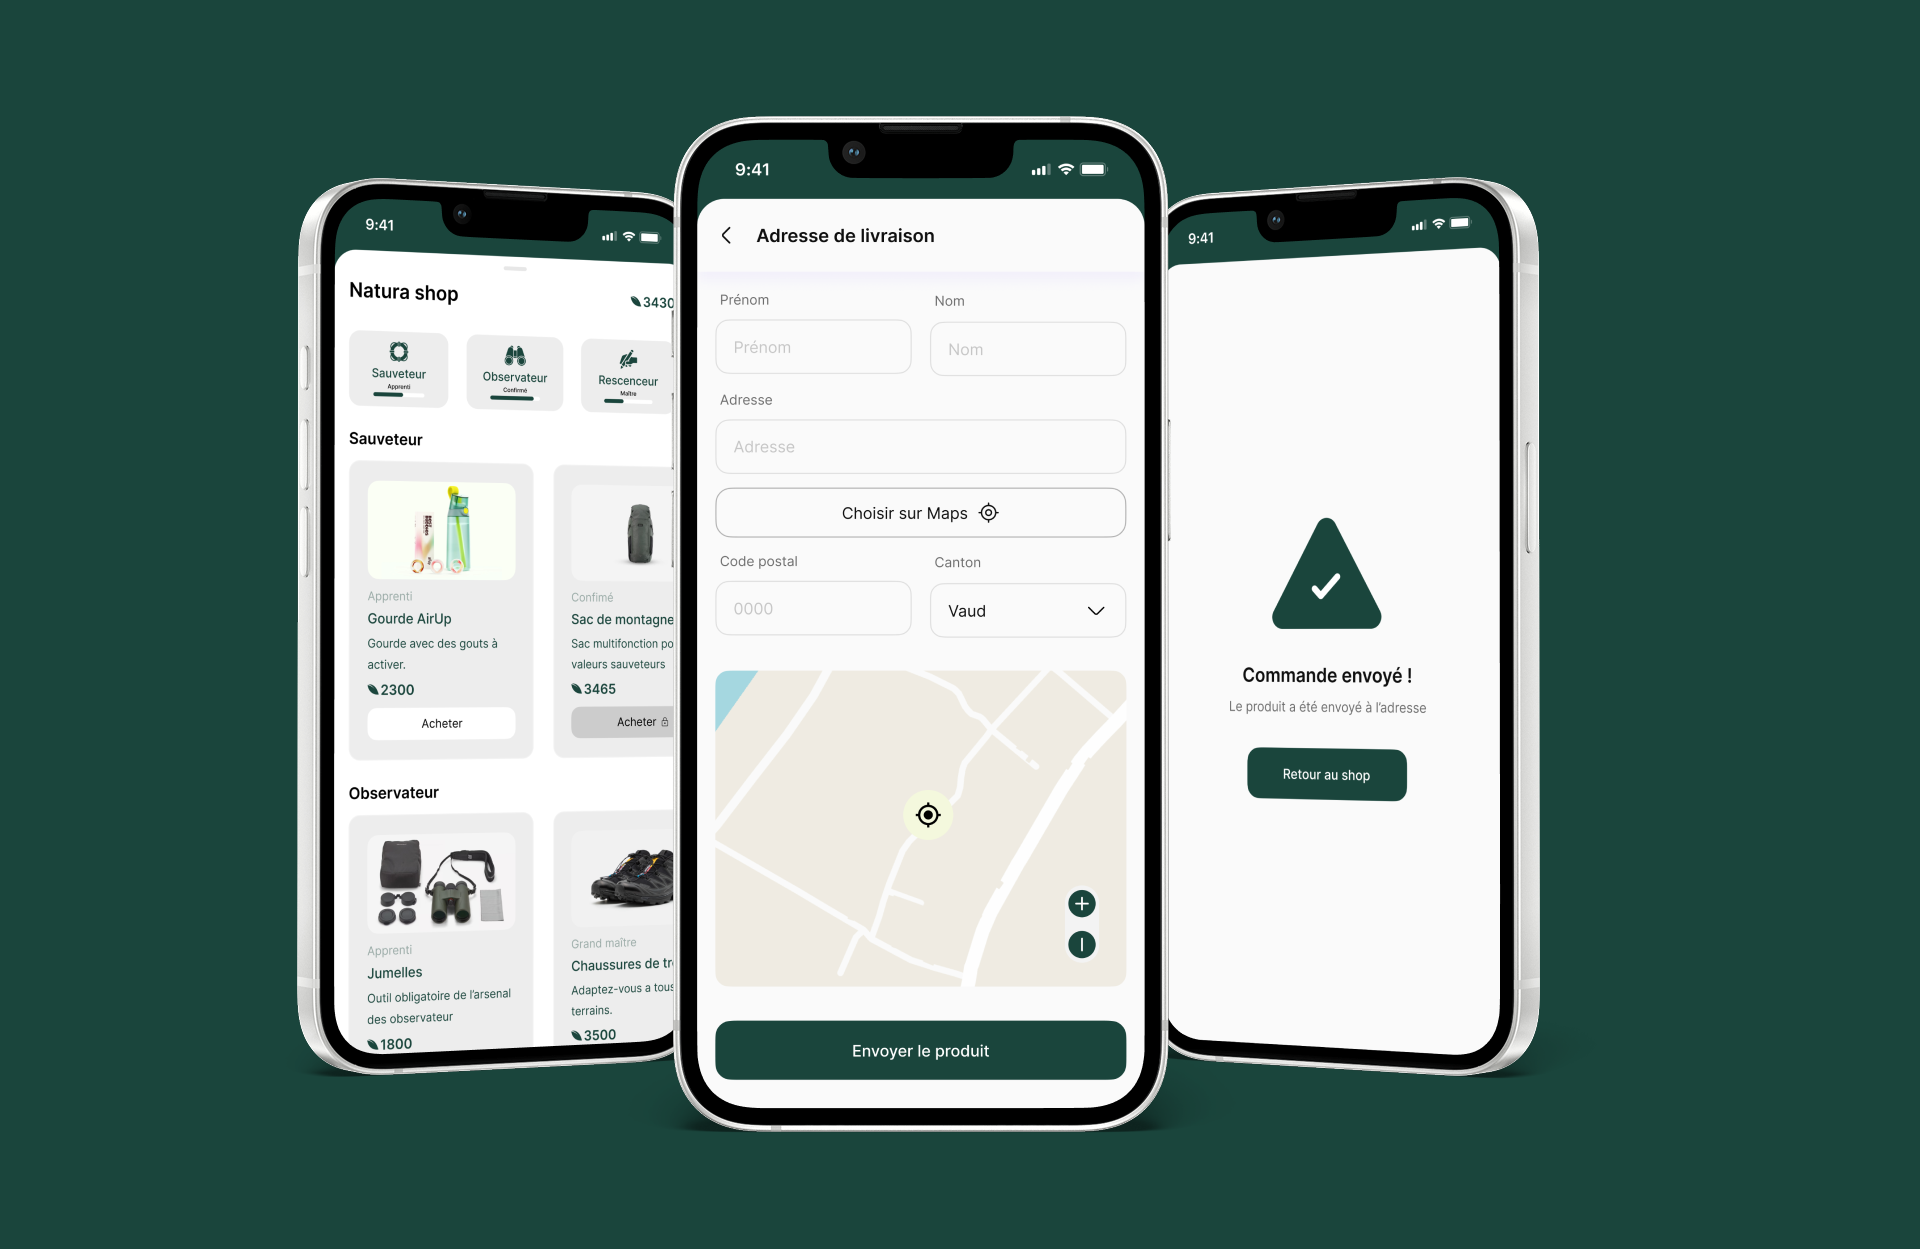 9:41
Natura shop
3430
Sauveteur
Apprenti
Observateur
Confirmé
Rescenceur
Maître
Sauveteur
Apprenti
Gourde AirUp
Gourde avec des gouts à
activer.
2300
Acheter
Confimé
Sac de montagne
Sac multifonction po
valeurs sauveteurs
3465
Acheter
Observateur
Apprenti
Jumelles
Outil obligatoire de l'arsenal
des observateur
1800
Grand maître
Chaussures de tr
Adaptez-vous a tous
terrains.
3500
9:41
Adresse de livraison
Prénom
Nom
Prénom
Nom
Adresse
Adresse
Choisir sur Maps
Code postal
Canton
0000
Vaud
Envoyer le produit
9:41
Commande envoyé !
Le produit a été envoyé à l'adresse
Retour au shop